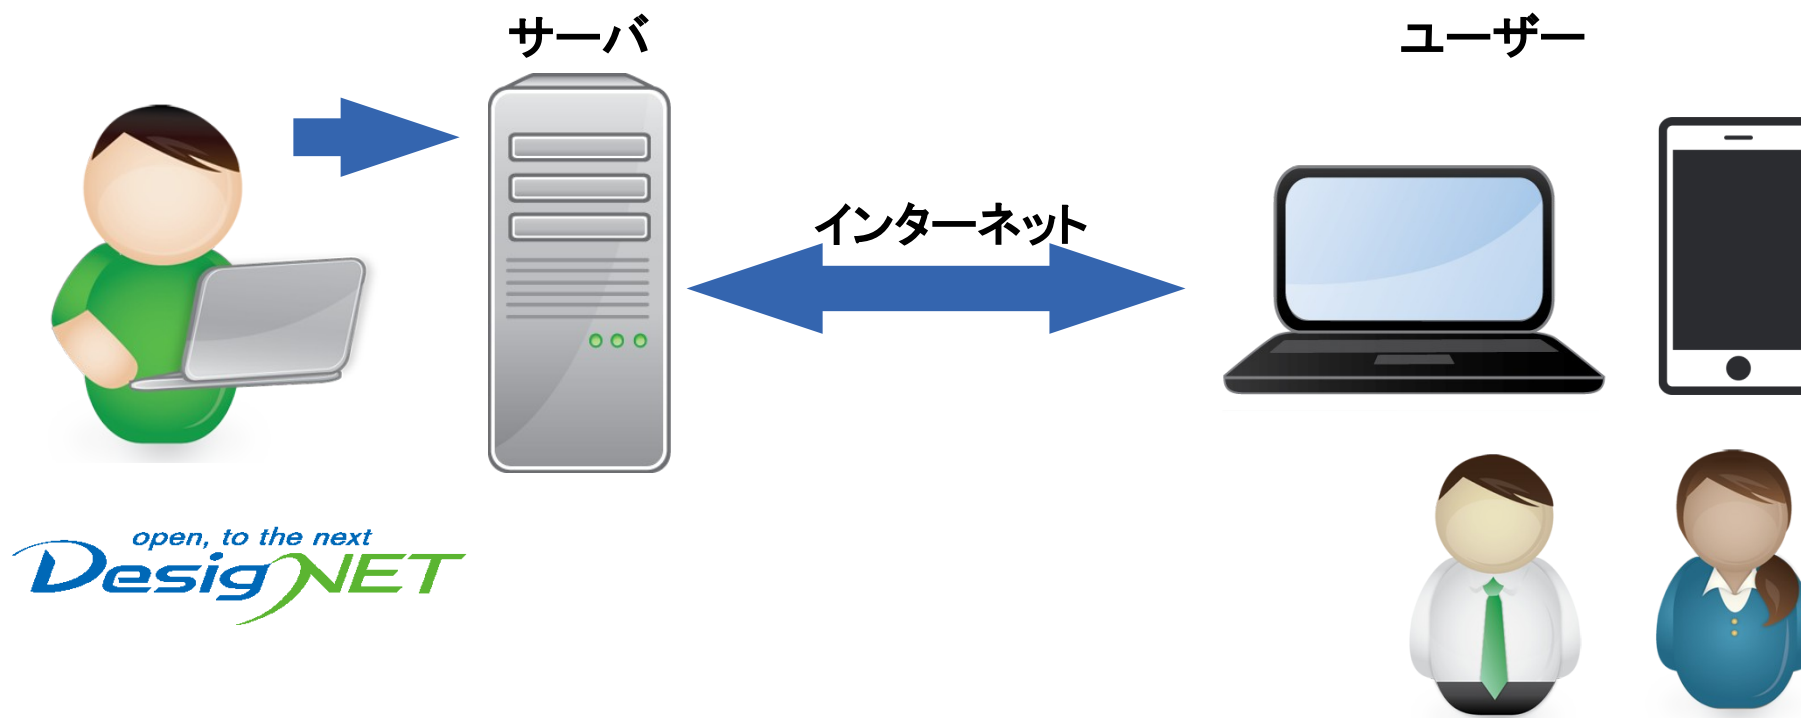 サーバ
ユーザー
インターネット
open, to the next
DesigNET